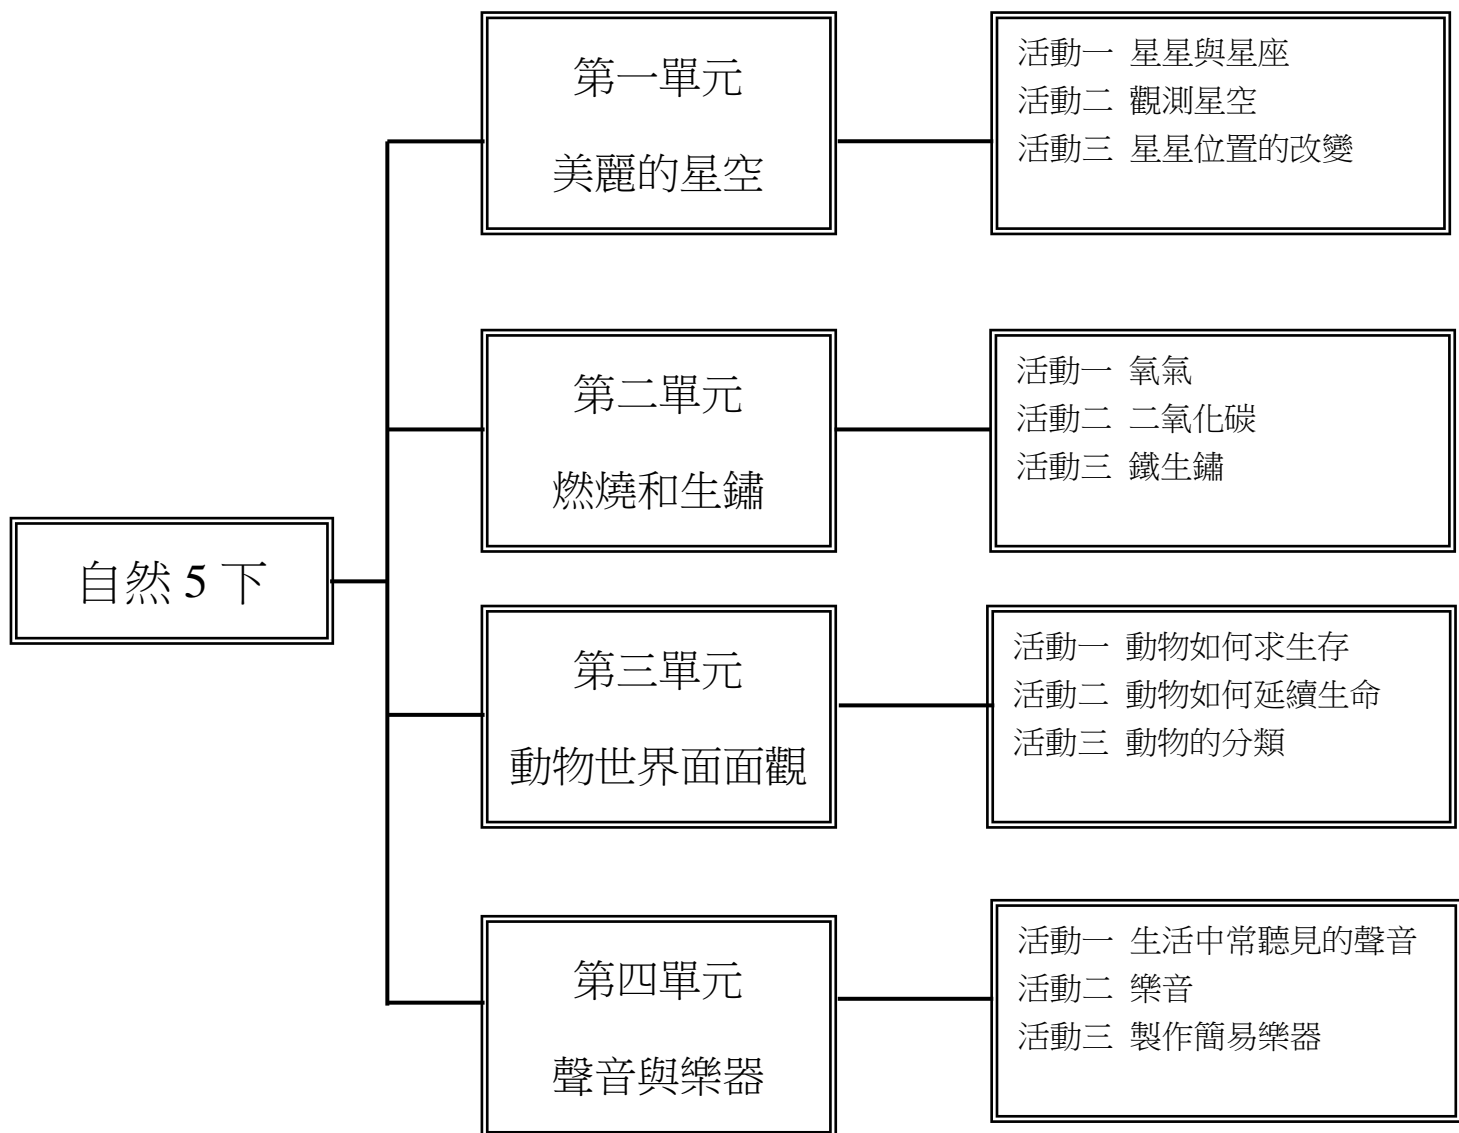 自然 5 下
第一單元
美麗的星空
活動一 星星與星座
活動二 觀測星空
活動三 星星位置的改變
第二單元
燃燒和生鏽
活動一 氧氣
活動二 二氧化碳
活動三 鐵生鏽
第三單元
動物世界面面觀
活動一 動物如何求生存
活動二 動物如何延續生命
活動三 動物的分類
第四單元
聲音與樂器
活動一 生活中常聽見的聲音
活動二 樂音
活動三 製作簡易樂器